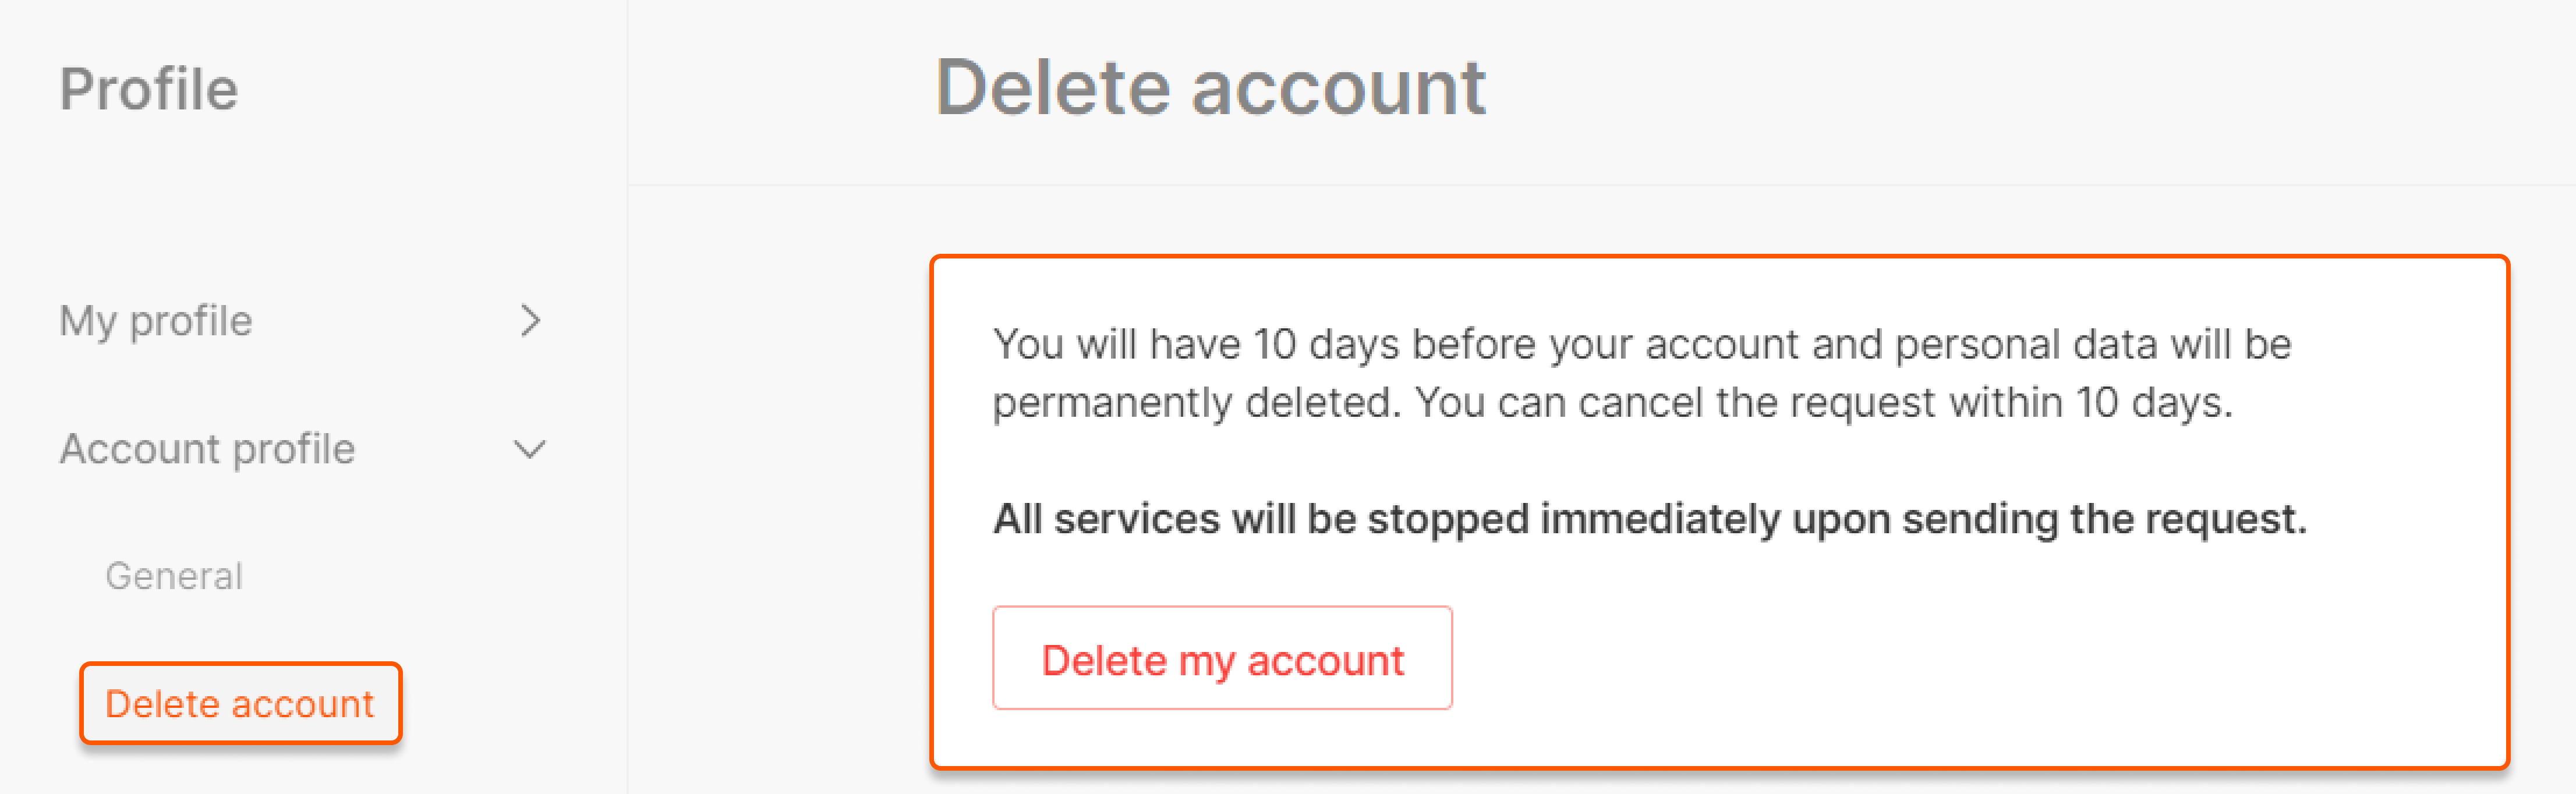 Profile
My profile
Account profile
General
Delete account
Delete account
You will have 10 days before your account and personal data will be
permanently deleted. You can cancel the request within 10 days.
All services will be stopped immediately upon sending the request.
Delete my account